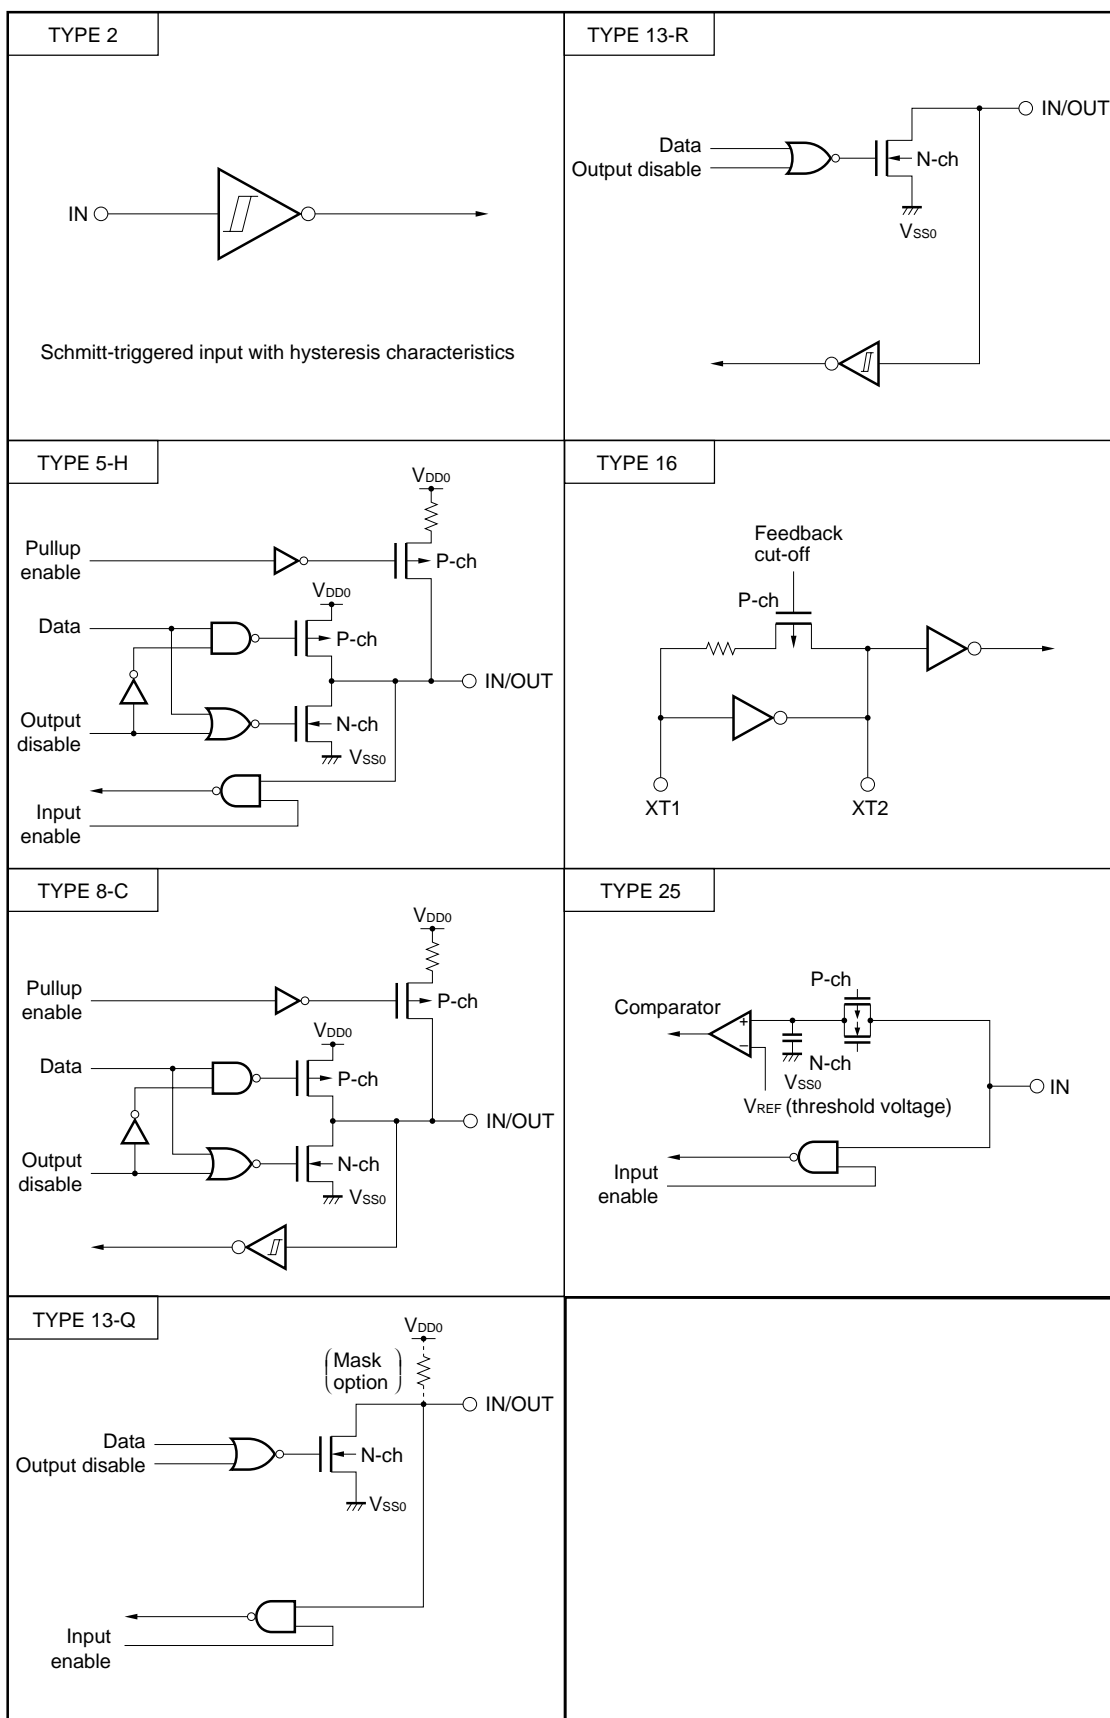 TYPE 2
IN
Schmitt-triggered input with hysteresis characteristics
TYPE 13-R
IN/OUT
Data
Output disable
N-ch
VSS0
TYPE 5-H
VDD0
Pullup
enable
P-ch
VDD0
Data
P-ch
IN/OUT
Output
disable
N-ch
VSS0
Input
enable
TYPE 16
Feedback
cut-off
P-ch
XT1
XT2
TYPE 8-C
VDD0
Pullup
enable
P-ch
VDD0
Data
P-ch
IN/OUT
Output
disable
N-ch
VSS0
TYPE 25
P-ch
Comparator
+
−
N-ch
VSS0
VREF (threshold voltage)
IN
Input
enable
TYPE 13-Q
VDD0
(Mask
option)
IN/OUT
Data
Output disable
N-ch
VSS0
Input
enable